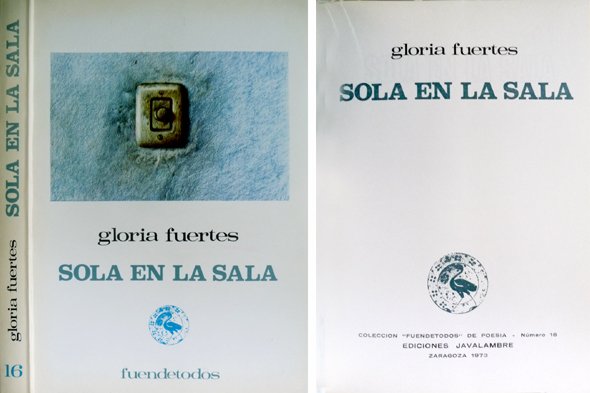 SOLA EN LA SALA
gloria fuertes
16
gloria fuertes
SOLA EN LA SALA
fuendetodos
gloria fuertes
SOLA EN LA SALA
COLECCION "FUENDETODOS" DE POESIA - Número 16
EDICIONES JAVALAMBRE
ZARAGOZA 1973